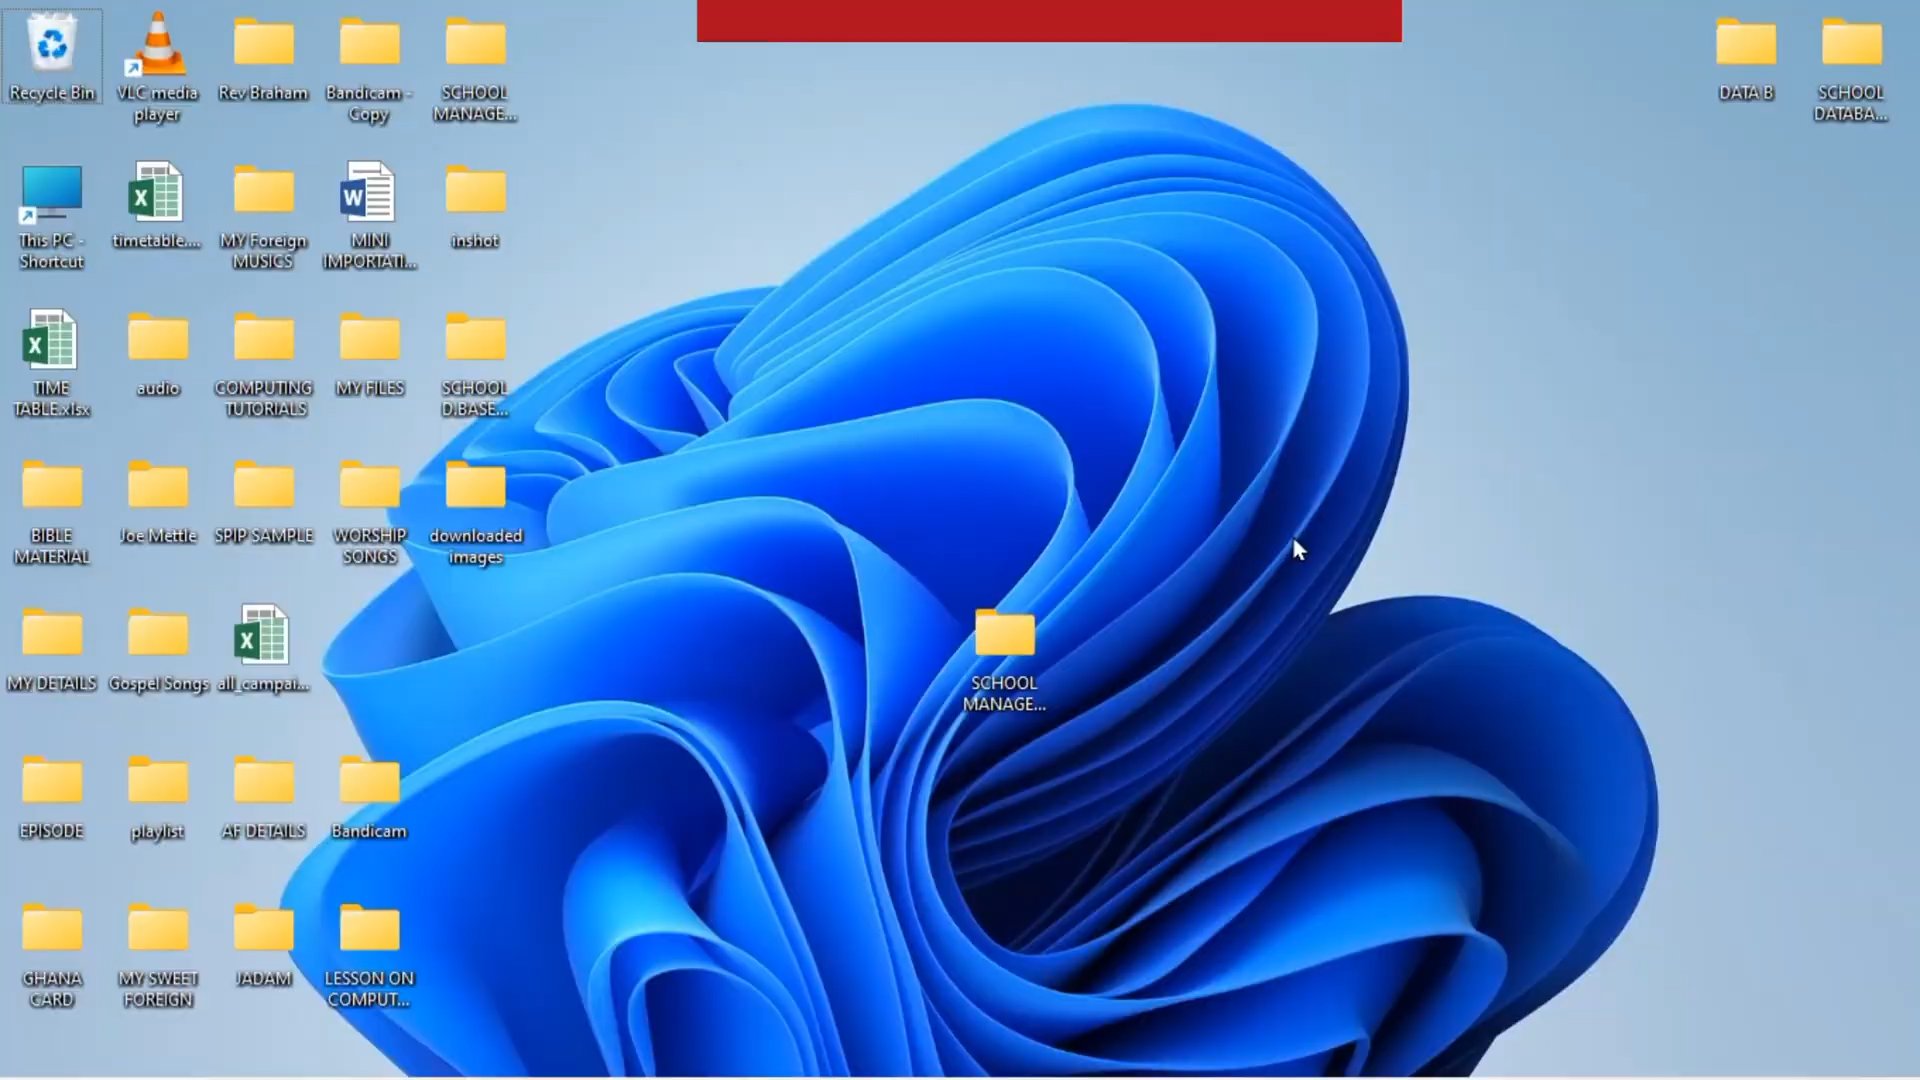 Recycle Bin
VLC media
player
Rev Braham
Bandicam -
Copy
SCHOOL
MANAGE...
DATA B
SCHOOL
DATABA...
This PC -
Shortcut
timetable....
MY Foreign
MUSICS
MINI
IMPORTATI...
inshot
TIME
TABLE.xlsx
audio
COMPUTING
TUTORIALS
MY FILES
SCHOOL
D.BASE...
BIBLE
MATERIAL
Joe Mettle
SPIP SAMPLE
WORSHIP
SONGS
downloaded
images
MY DETAILS
Gospel Songs
all_campai...
SCHOOL
MANAGE...
EPISODE
playlist
AF DETAILS
Bandicam
GHANA
CARD
MY SWEET
FOREIGN
JADAM
LESSON ON
COMPUT...